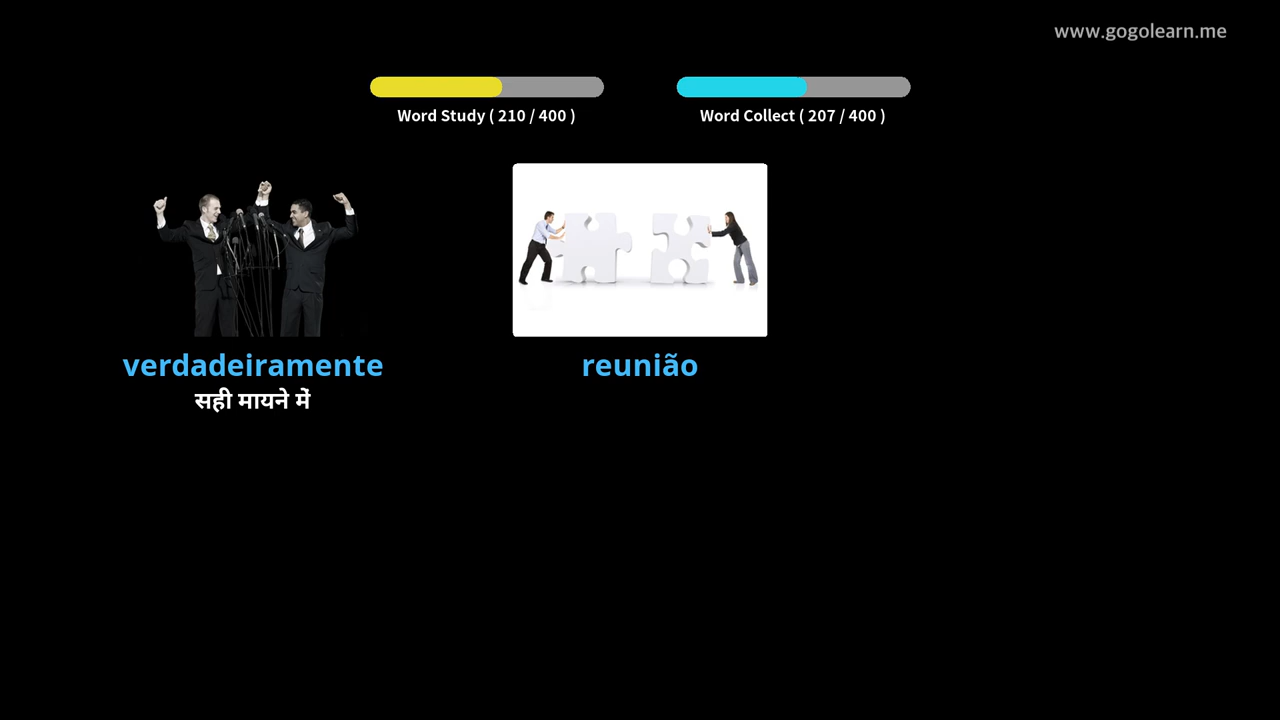 www.gogolearn.me
Word Study ( 210 / 400 )
Word Collect ( 207 / 400 )
verdadeiramente
सही मायने में
reunião